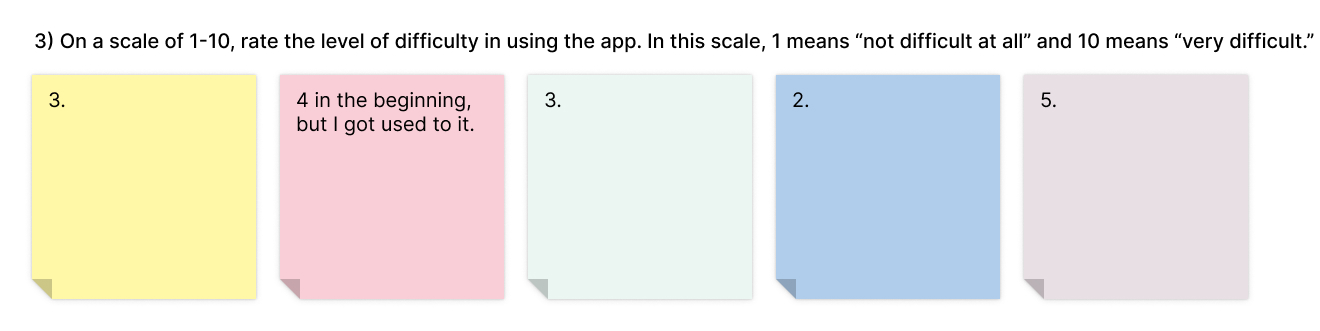 3) On a scale of 1-10, rate the level of difficulty in using the app. In this scale, 1 means “not difficult at all” and 10 means “very difficult.”
3.
4 in the beginning,
but I got used to it.
3.
2.
5.